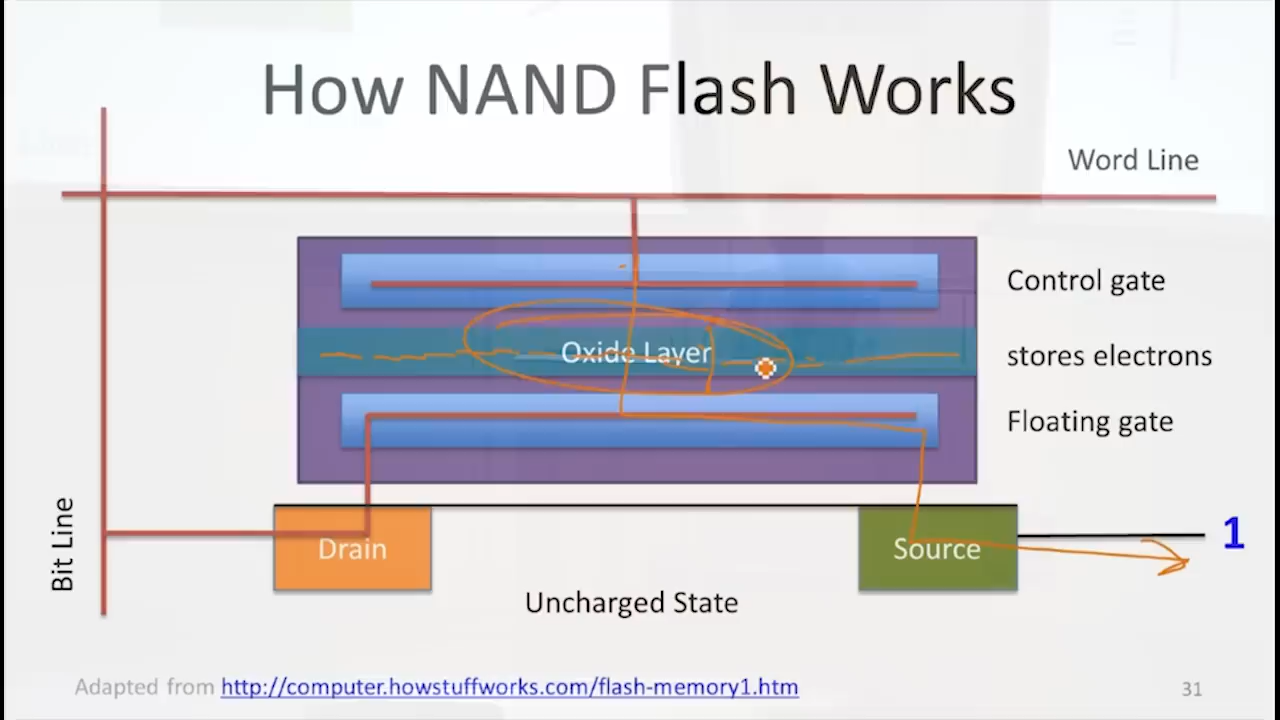 How NAND Flash Works
Word Line
Control gate
Oxide Layer
stores electrons
Floating gate
Bit Line
Drain
Source
1
Uncharged State
Adapted from http://computer.howstuffworks.com/flash-memory1.htm
31